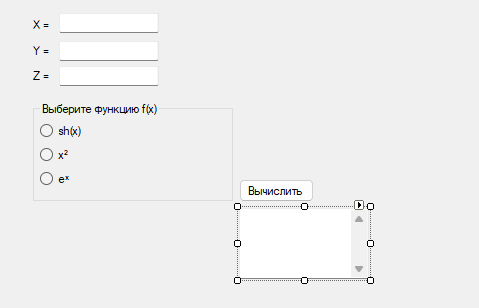 X =
Y =
Z =
Выберите функцию f(x)
sh(x)
x²
eˣ
Вычислить